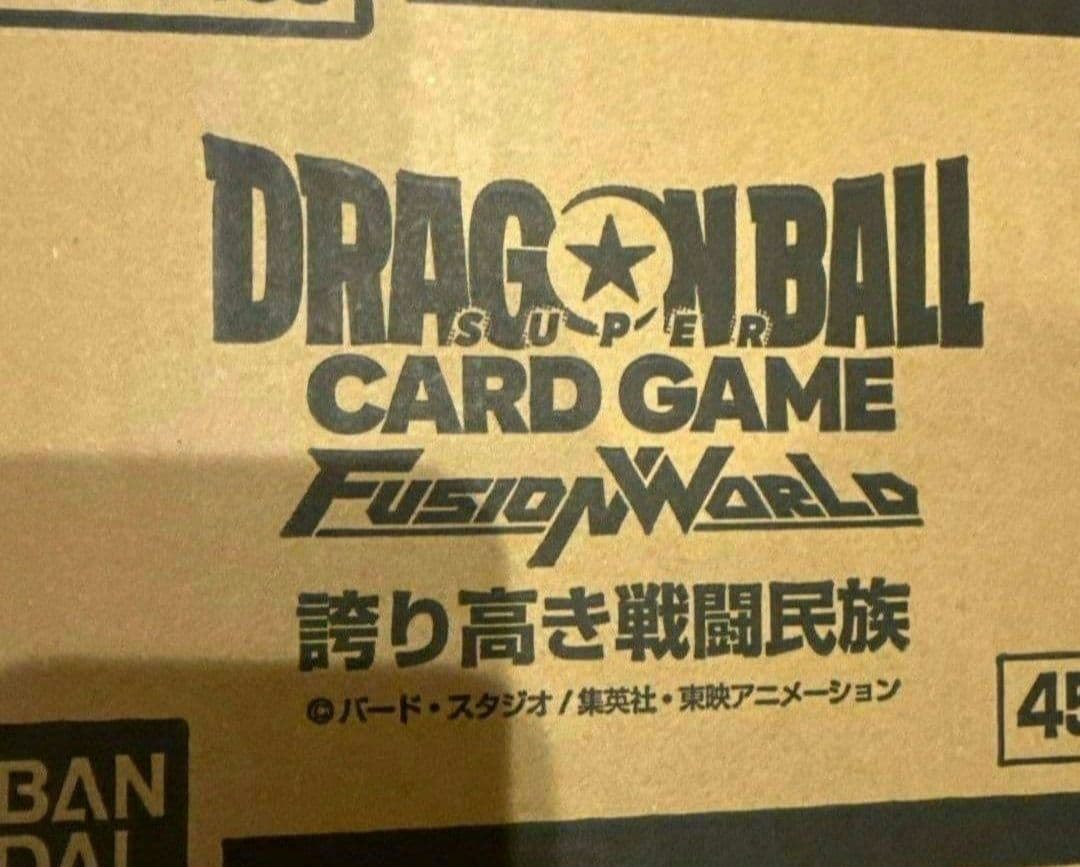 DRAGON BALL
SUPER
CARD GAME
FUSION WORLD
誇り高き戦闘民族
©バード・スタジオ / 集英社・東映アニメーション
45
BAN
DAI